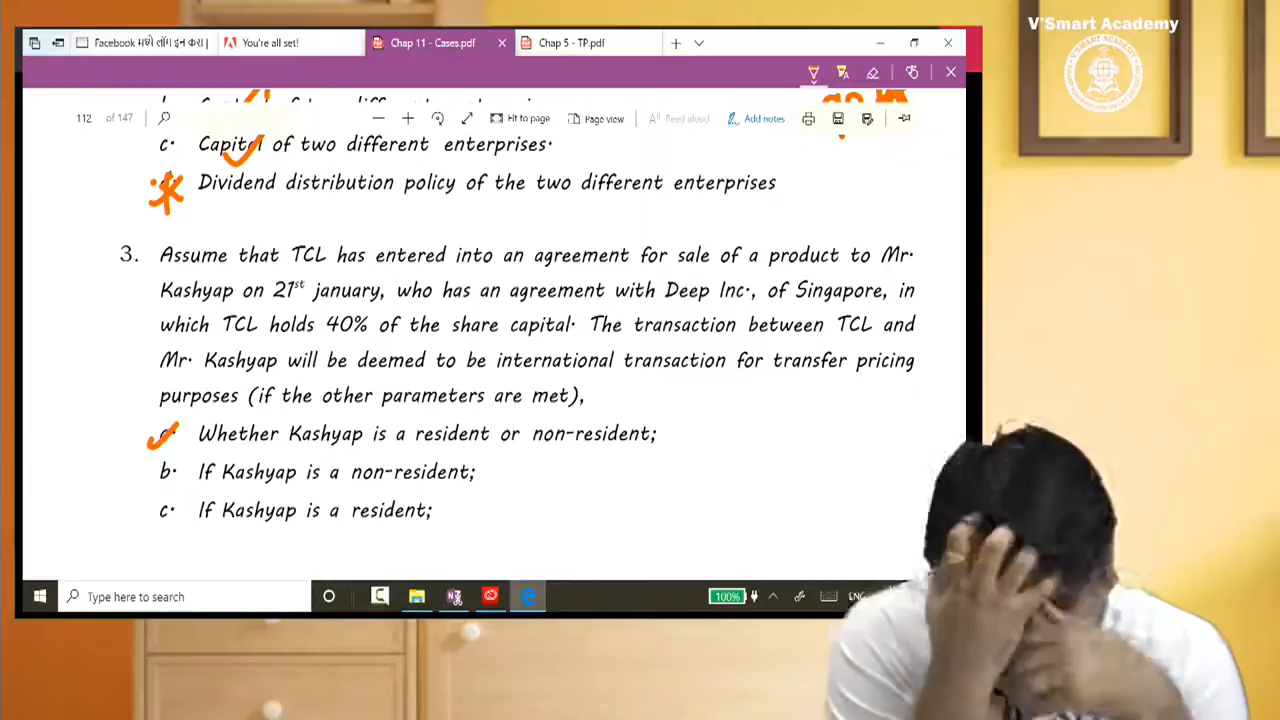 V'Smart Academy
Facebook मध्ये लॉग इन करा |
You're all set!
Chap 11 - Cases.pdf
Chap 5 - TP.pdf
112 of 147
Fit to page
Page view
Read aloud
Add notes
c. Capital of two different enterprises.
Dividend distribution policy of the two different enterprises
3. Assume that TCL has entered into an agreement for sale of a product to Mr.
Kashyap on 21st january, who has an agreement with Deep Inc., of Singapore, in
which TCL holds 40% of the share capital. The transaction between TCL and
Mr. Kashyap will be deemed to be international transaction for transfer pricing
purposes (if the other parameters are met),
Whether Kashyap is a resident or non-resident;
b. If Kashyap is a non-resident;
c. If Kashyap is a resident;
Type here to search
100%
ENG